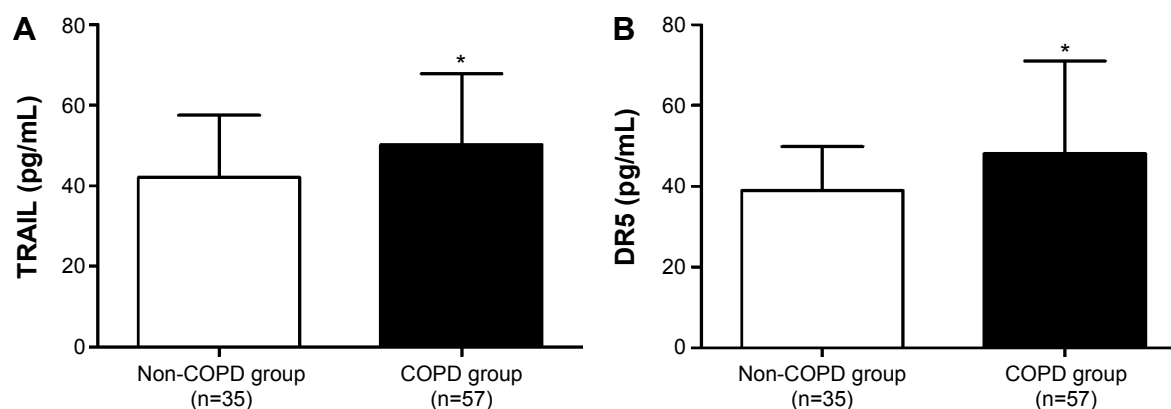 A
TRAIL (pg/mL)
80
60
40
20
0
*
Non-COPD group
(n=35)
COPD group
(n=57)
B
DR5 (pg/mL)
80
60
40
20
0
*
Non-COPD group
(n=35)
COPD group
(n=57)